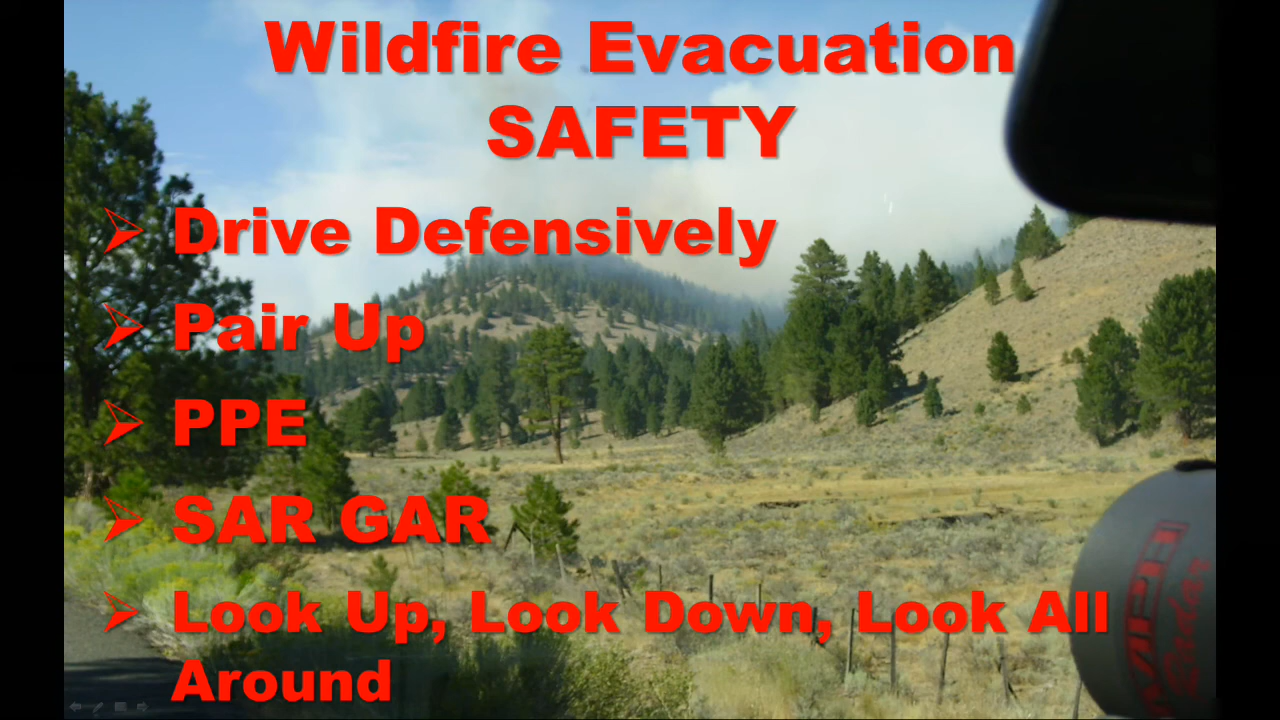 Wildfire Evacuation
SAFETY
Drive Defensively
Pair Up
PPE
SAR GAR
Look Up, Look Down, Look All
Around